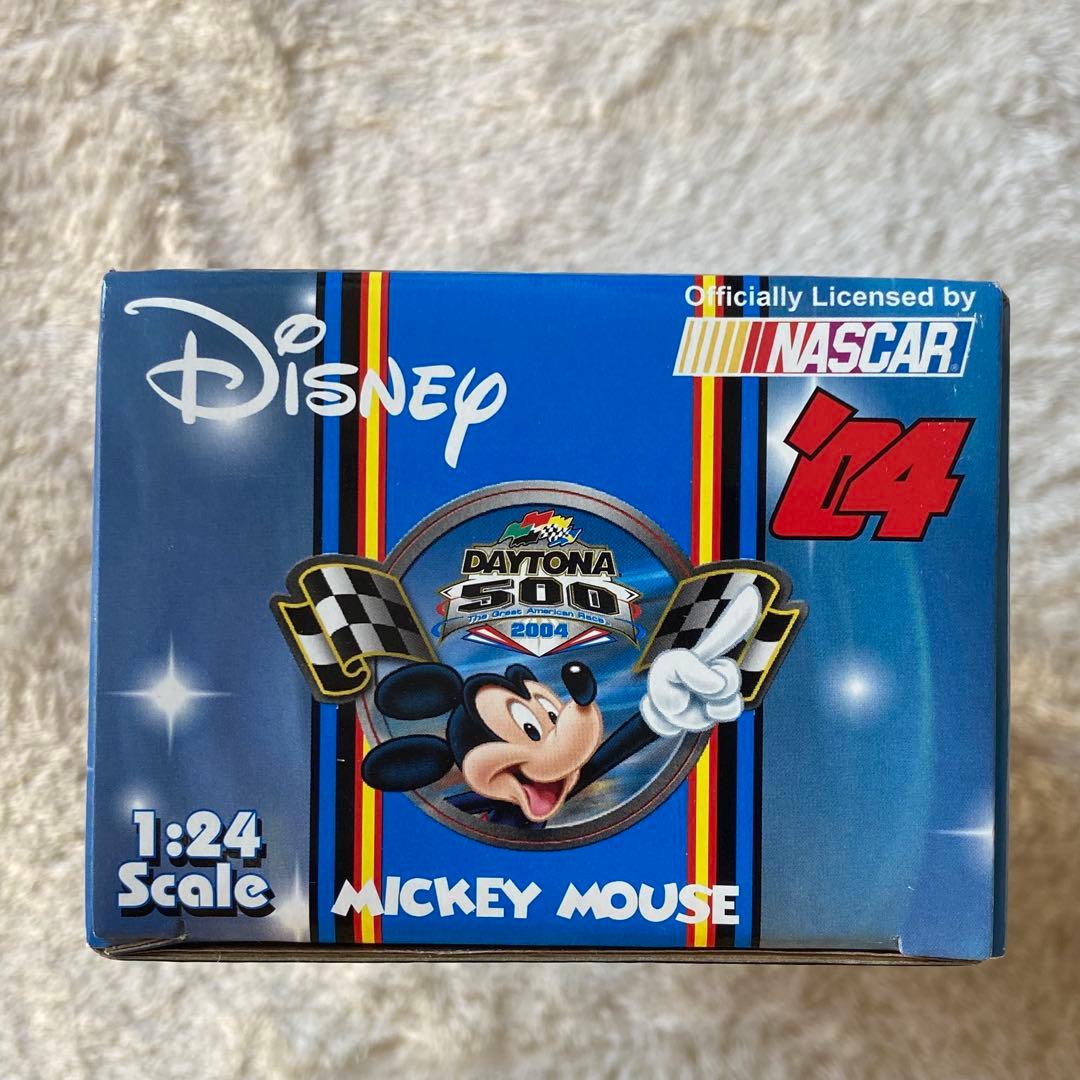 Disney
Officially Licensed by
NASCAR®
'04
DAYTONA
500
The Great American Race
2004
1:24
Scale
MICKEY MOUSE